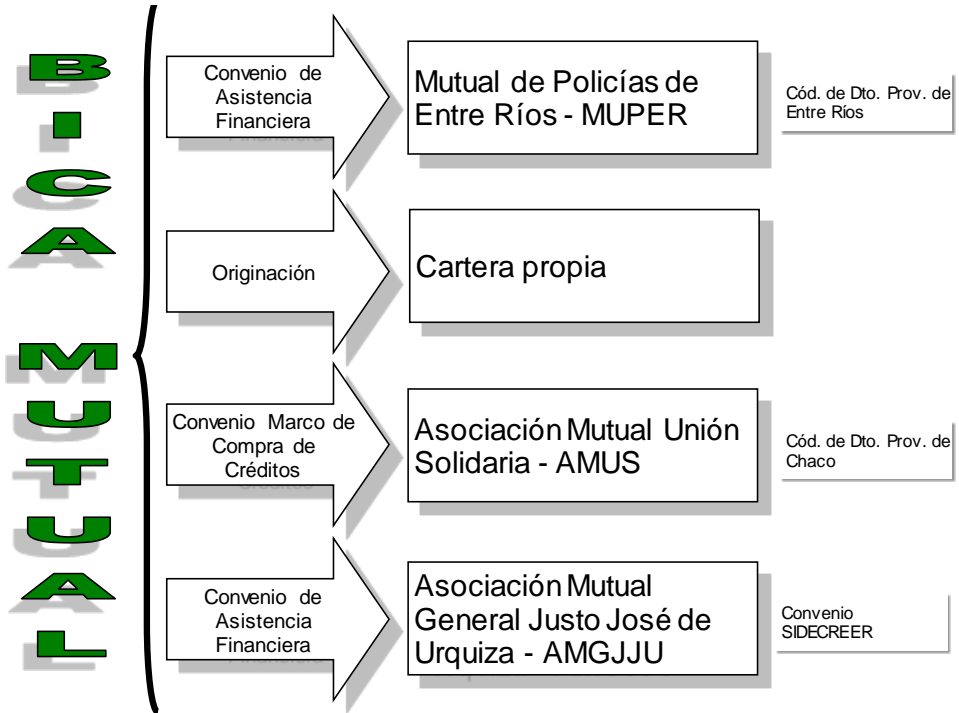 BICA
MUTUAL
Convenio de
Asistencia
Financiera
Mutual de Policías de
Entre Ríos - MUPER
Cód. de Dto. Prov. de
Entre Ríos
Originación
Cartera propia
Convenio Marco de
Compra de
Créditos
Asociación Mutual Unión
Solidaria - AMUS
Cód. de Dto. Prov. de
Chaco
Convenio de
Asistencia
Financiera
Asociación Mutual
General Justo José de
Urquiza - AMGJJU
Convenio
SIDECREER